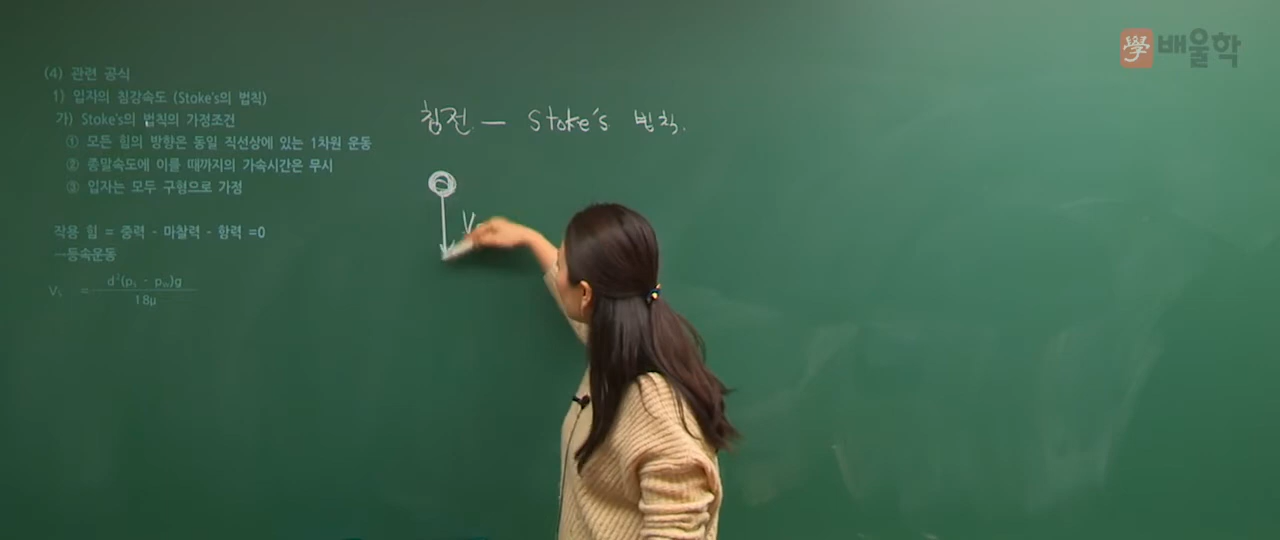 學 배울학
(4) 관련 공식
1) 입자의 침강속도 (Stoke's의 법칙)
가) Stoke's의 법칙의 가정조건
① 모든 힘의 방향은 동일 직선상에 있는 1차원 운동
② 종말속도에 이를 때까지의 가속시간은 무시
③ 입자는 모두 구형으로 가정
작용 힘 = 중력 - 마찰력 - 항력 =0
→등속운동
Vs = d²(ρs - ρw)g
18μ
침전. — Stoke's 법칙.
V